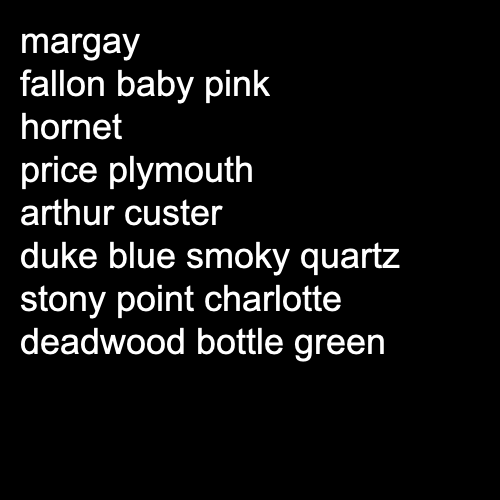 margay
fallon baby pink
hornet
price plymouth
arthur custer
duke blue smoky quartz
stony point charlotte
deadwood bottle green